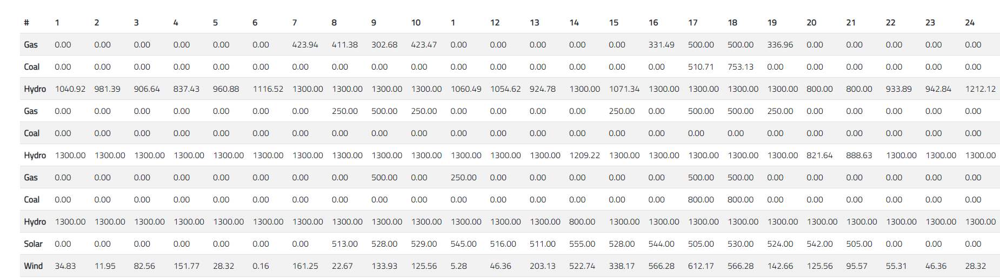 # 1 2 3 4 5 6 7 8 9 10 1 12 13 14 15 16 17 18 19 20 21 22 23 24
Gas 0.00 0.00 0.00 0.00 0.00 0.00 423.94 411.38 302.68 423.47 0.00 0.00 0.00 0.00 0.00 331.49 500.00 500.00 336.96 0.00 0.00 0.00 0.00 0.00
Coal 0.00 0.00 0.00 0.00 0.00 0.00 0.00 0.00 0.00 0.00 0.00 0.00 0.00 0.00 0.00 0.00 510.71 753.13 0.00 0.00 0.00 0.00 0.00 0.00
Hydro 1040.92 981.39 906.64 837.43 960.88 1116.52 1300.00 1300.00 1300.00 1300.00 1060.49 1054.62 924.78 1300.00 1071.34 1300.00 1300.00 1300.00 1300.00 800.00 800.00 933.89 942.84 1212.12
Gas 0.00 0.00 0.00 0.00 0.00 0.00 0.00 250.00 500.00 250.00 0.00 0.00 0.00 0.00 250.00 0.00 500.00 500.00 250.00 0.00 0.00 0.00 0.00 0.00
Coal 0.00 0.00 0.00 0.00 0.00 0.00 0.00 0.00 0.00 0.00 0.00 0.00 0.00 0.00 0.00 0.00 0.00 0.00 0.00 0.00 0.00 0.00 0.00 0.00
Hydro 1300.00 1300.00 1300.00 1300.00 1300.00 1300.00 1300.00 1300.00 1300.00 1300.00 1300.00 1300.00 1300.00 1209.22 1300.00 1300.00 1300.00 1300.00 1300.00 821.64 888.63 1300.00 1300.00 1300.00
Gas 0.00 0.00 0.00 0.00 0.00 0.00 0.00 0.00 500.00 0.00 250.00 0.00 0.00 0.00 0.00 0.00 500.00 500.00 0.00 0.00 0.00 0.00 0.00 0.00
Coal 0.00 0.00 0.00 0.00 0.00 0.00 0.00 0.00 0.00 0.00 0.00 0.00 0.00 0.00 0.00 0.00 800.00 800.00 0.00 0.00 0.00 0.00 0.00 0.00
Hydro 1300.00 1300.00 1300.00 1300.00 1300.00 1300.00 1300.00 1300.00 1300.00 1300.00 1300.00 1300.00 1300.00 800.00 1300.00 1300.00 1300.00 1300.00 1300.00 1300.00 1300.00 1300.00 1300.00 1300.00
Solar 0.00 0.00 0.00 0.00 0.00 0.00 0.00 513.00 528.00 529.00 545.00 516.00 511.00 555.00 528.00 544.00 505.00 530.00 524.00 542.00 505.00 0.00 0.00 0.00
Wind 34.83 11.95 82.56 151.77 28.32 0.16 161.25 22.67 133.93 125.56 5.28 46.36 203.13 522.74 338.17 566.28 612.17 566.28 142.66 125.56 95.57 55.31 46.36 28.32